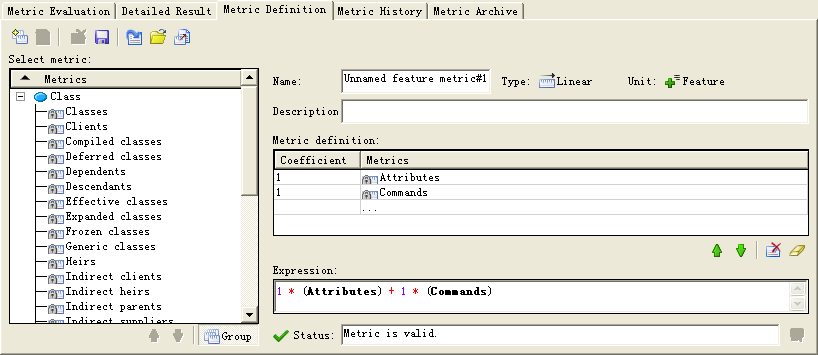 Metric Evaluation Detailed Result Metric Definition Metric History Metric Archive
Select metric:
Metrics
Class
Classes
Clients
Compiled classes
Deferred classes
Dependents
Descendants
Effective classes
Expanded classes
Frozen classes
Generic classes
Heirs
Indirect clients
Indirect heirs
Indirect parents
Indirect suppliers
Group
Name: Unnamed feature metric#1 Type: Linear Unit: Feature
Description
Metric definition:
Coefficient Metrics
1 Attributes
1 Commands
...
Expression:
1 * (Attributes) + 1 * (Commands)
Status: Metric is valid.